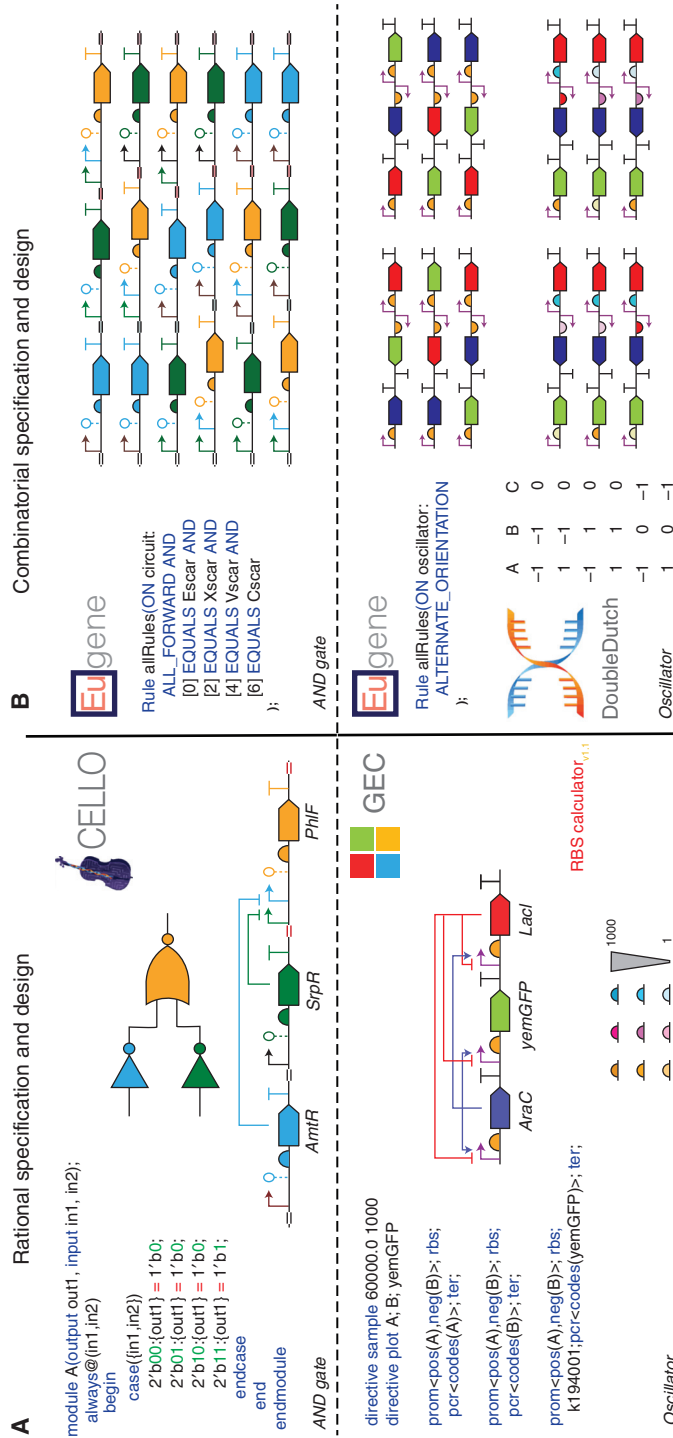 A
Rational specification and design
module A(output out1, input in1, in2);
always@(in1,in2)
begin
case({in1,in2})
2'b00:{out1} = 1'b0;
2'b01:{out1} = 1'b0;
2'b10:{out1} = 1'b0;
2'b11:{out1} = 1'b1;
endcase
end
endmodule
AND gate
CELLO
AmtR
SrpR
PhlF
directive sample 60000.0 1000
directive plot A; B; yemGFP
prom<pos(A),neg(B)>; rbs;
pcr<codes(A)>; ter;
prom<pos(A),neg(B)>; rbs;
pcr<codes(B)>; ter;
prom<pos(A),neg(B)>; rbs;
k194001;pcr<codes(yemGFP)>; ter;
Oscillator
GEC
AraC
yemGFP
LacI
RBS calculator v1.1
1000
1
B
Combinatorial specification and design
Eugene
Rule allRules(ON circuit:
ALL_FORWARD AND
[0] EQUALS Escar AND
[2] EQUALS Xscar AND
[4] EQUALS Vscar AND
[6] EQUALS Cscar
);
AND gate
Eugene
Rule allRules(ON oscillator:
ALTERNATE_ORIENTATION
);
DoubleDutch
A B C
−1 −1 0
1 −1 0
−1 1 0
1 1 0
−1 0 −1
1 0 −1
Oscillator